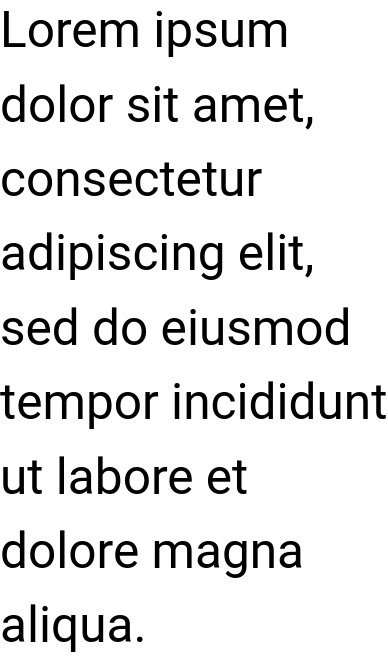 Lorem ipsum
dolor sit amet,
consectetur
adipiscing elit,
sed do eiusmod
tempor incididunt
ut labore et
dolore magna
aliqua.